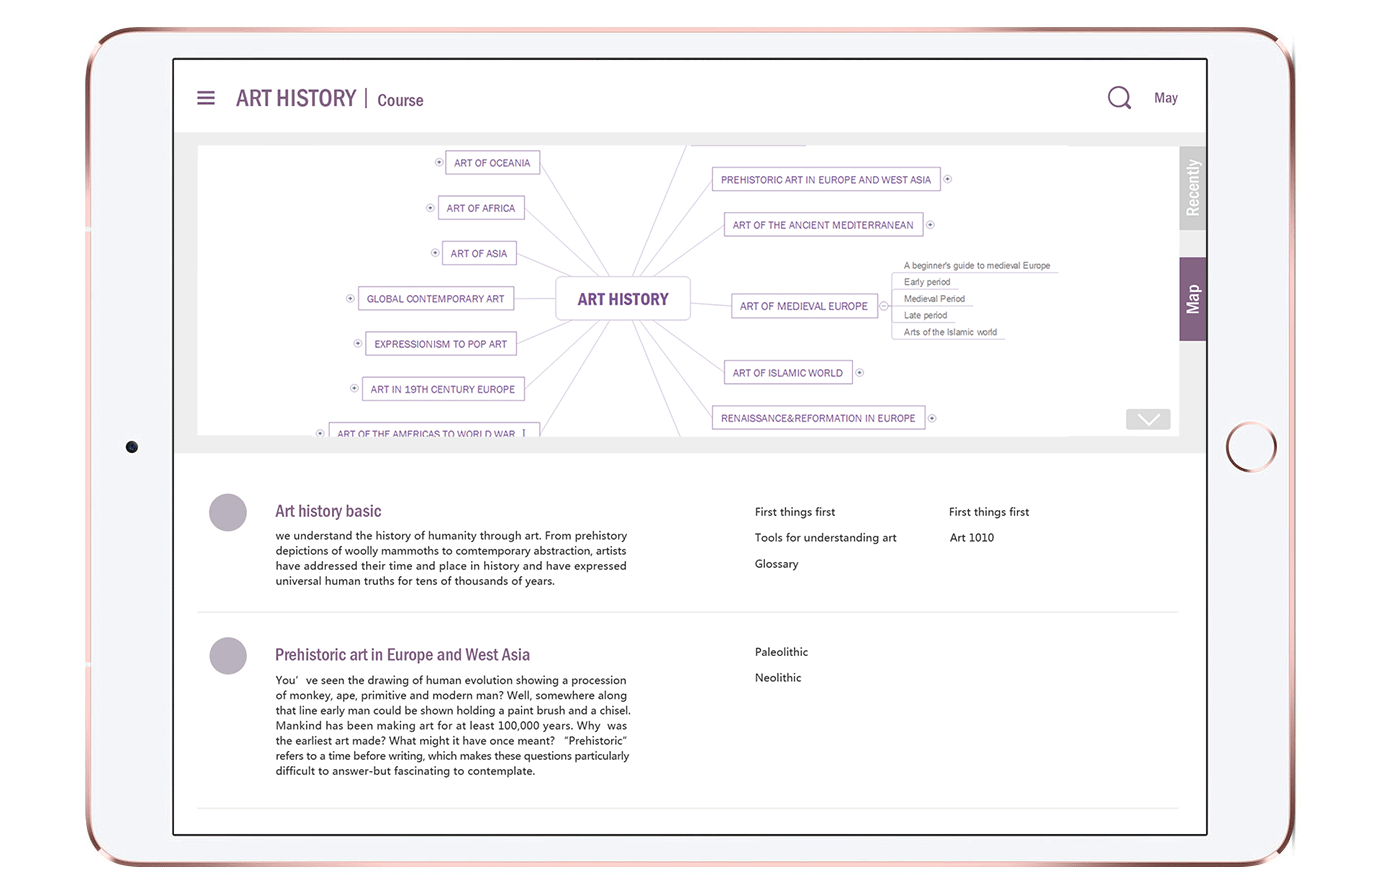 ART HISTORY | Course
May
Recently
Map
ART OF OCEANIA
ART OF AFRICA
ART OF ASIA
GLOBAL CONTEMPORARY ART
EXPRESSIONISM TO POP ART
ART IN 19TH CENTURY EUROPE
ART OF THE AMERICAS TO WORLD WAR I
ART HISTORY
PREHISTORIC ART IN EUROPE AND WEST ASIA
ART OF THE ANCIENT MEDITERRANEAN
ART OF MEDIEVAL EUROPE
A beginner's guide to medieval Europe
Early period
Medieval Period
Late period
Arts of the Islamic world
ART OF ISLAMIC WORLD
RENAISSANCE&REFORMATION IN EUROPE
Art history basic
we understand the history of humanity through art. From prehistory
depictions of woolly mammoths to comtemporary abstraction, artists
have addressed their time and place in history and have expressed
universal human truths for tens of thousands of years.
First things first
Tools for understanding art
Glossary
First things first
Art 1010
Prehistoric art in Europe and West Asia
You' ve seen the drawing of human evolution showing a procession
of monkey, ape, primitive and modern man? Well, somewhere along
that line early man could be shown holding a paint brush and a chisel.
Mankind has been making art for at least 100,000 years. Why was
the earliest art made? What might it have once meant? "Prehistoric"
refers to a time before writing, which makes these questions particularly
difficult to answer-but fascinating to contemplate.
Paleolithic
Neolithic